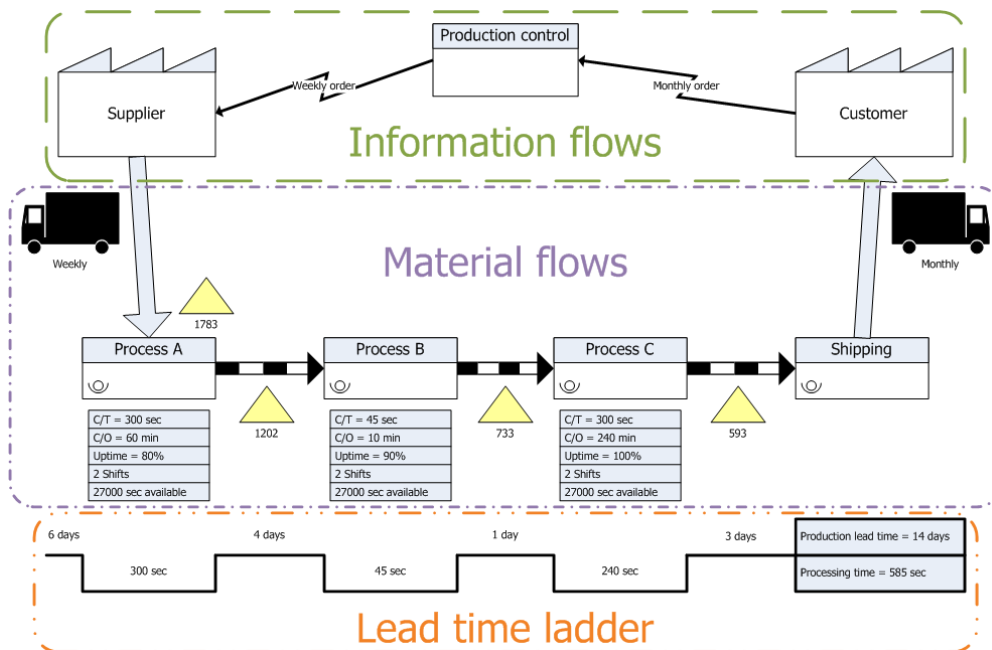 Production control
Weekly order
Monthly order
Supplier
Customer
Information flows
Weekly
Monthly
Material flows
1783
Process A
Process B
Process C
Shipping
1202
733
593
C/T = 300 sec
C/O = 60 min
Uptime = 80%
2 Shifts
27000 sec available
C/T = 45 sec
C/O = 10 min
Uptime = 90%
2 Shifts
27000 sec available
C/T = 300 sec
C/O = 240 min
Uptime = 100%
2 Shifts
27000 sec available
6 days
4 days
1 day
3 days
Production lead time = 14 days
300 sec
45 sec
240 sec
Processing time = 585 sec
Lead time ladder